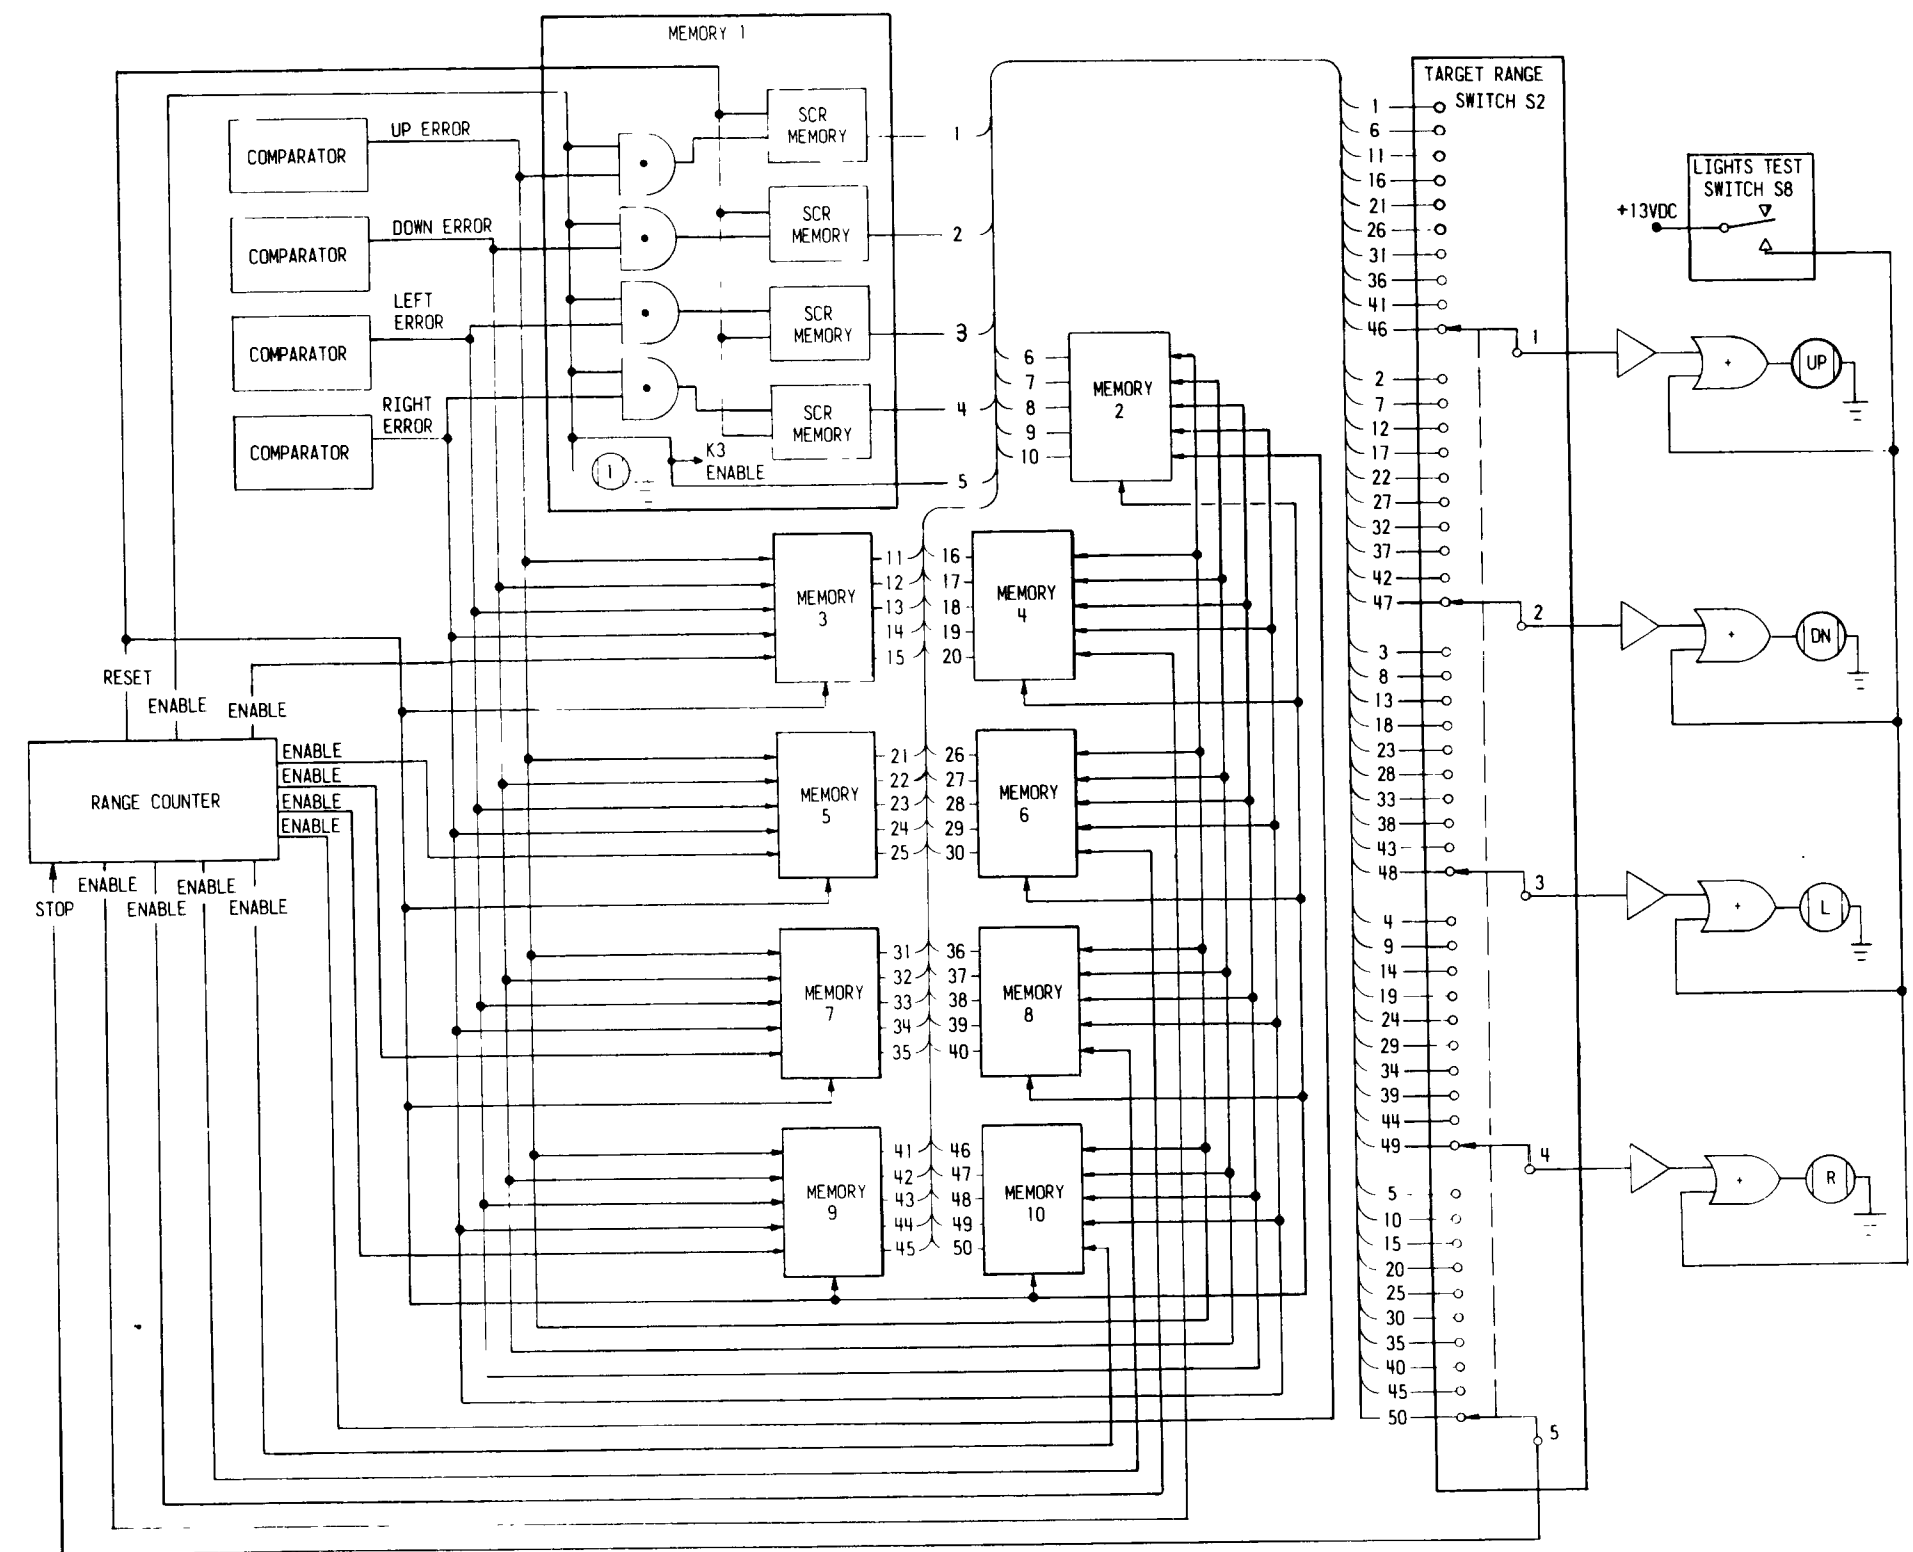 MEMORY 1
TARGET RANGE
SWITCH S2
SCR
MEMORY
UP ERROR
COMPARATOR
1
LIGHTS TEST
SWITCH S8
+13VDC
SCR
MEMORY
DOWN ERROR
COMPARATOR
2
LEFT
ERROR
COMPARATOR
SCR
MEMORY
3
RIGHT
ERROR
COMPARATOR
SCR
MEMORY
4
K3
ENABLE
1
5
6
7
8
9
10
MEMORY
2
11
12
13
14
15
MEMORY
3
16
17
18
19
20
MEMORY
4
RESET
ENABLE
ENABLE
ENABLE
ENABLE
ENABLE
ENABLE
RANGE COUNTER
STOP
ENABLE
ENABLE
ENABLE
ENABLE
MEMORY
5
21
22
23
24
25
26
27
28
29
30
MEMORY
6
MEMORY
7
31
32
33
34
35
36
37
38
39
40
MEMORY
8
MEMORY
9
41
42
43
44
45
46
47
48
49
50
MEMORY
10
1
6
11
16
21
26
31
36
41
46
1
+
UP
2
7
12
17
22
27
32
37
42
47
2
+
DN
3
8
13
18
23
28
33
38
43
48
3
+
L
4
9
14
19
24
29
34
39
44
49
4
+
R
5
10
15
20
25
30
35
40
45
50
5